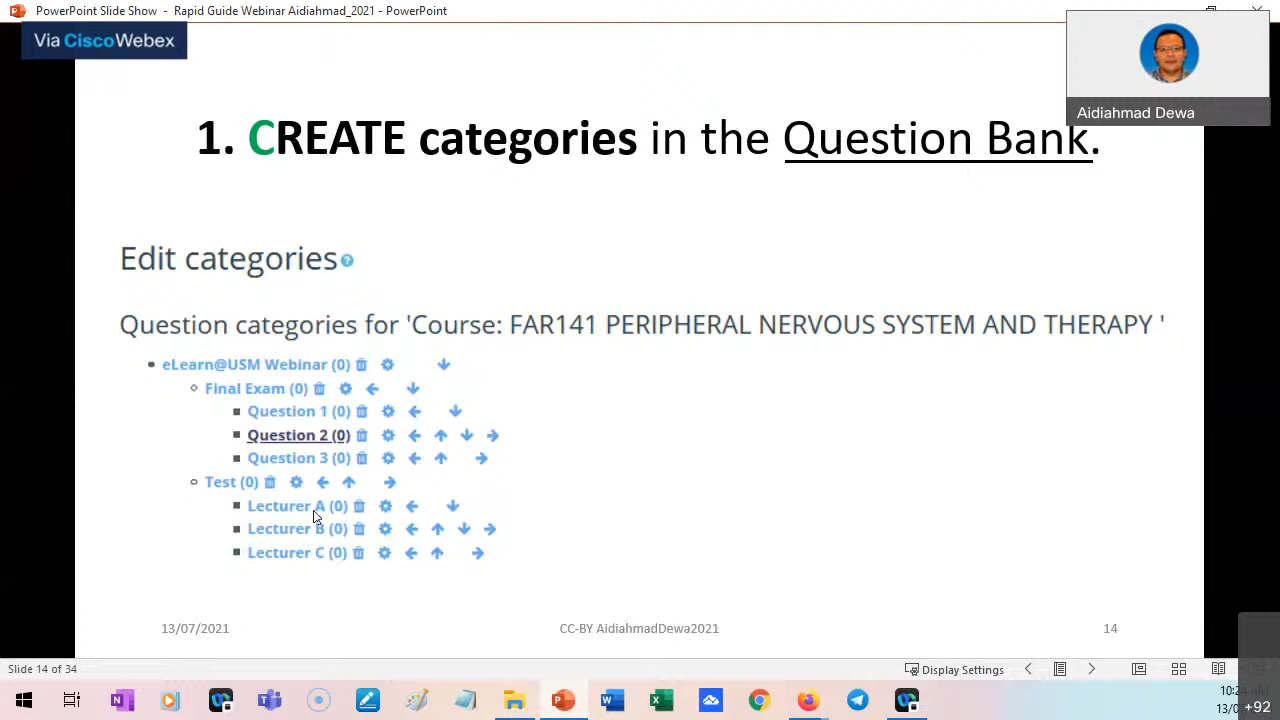 PowerPoint Slide Show - Rapid Guide Webinar Aidiahmad_2021 - PowerPoint
Via CiscoWebex
Aidiahmad Dewa
1. CREATE categories in the Question Bank.
Edit categories
Question categories for 'Course: FAR141 PERIPHERAL NERVOUS SYSTEM AND THERAPY '
eLearn@USM Webinar (0)
Final Exam (0)
Question 1 (0)
Question 2 (0)
Question 3 (0)
Test (0)
Lecturer A (0)
Lecturer B (0)
Lecturer C (0)
13/07/2021 CC-BY AidiahmadDewa2021 14
Slide 14 of 34 Display Settings
+92